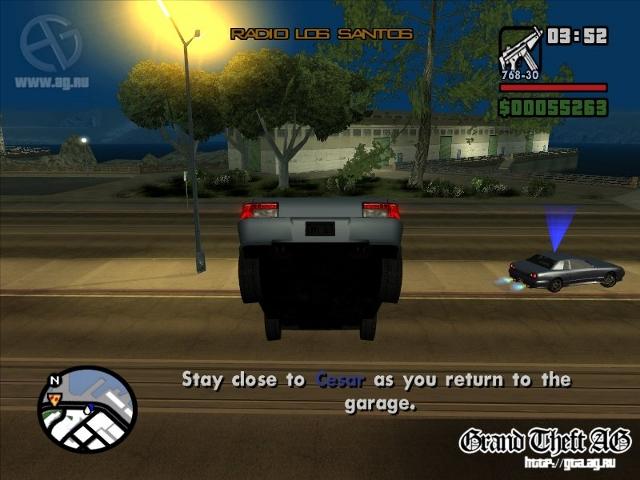 RADIO LOS SANTOS
03:52
768-30
$00055263
AG
www.ag.ru
N
Stay close to Cesar as you return to the
garage.
Grand Theft AG
http://gta.ag.ru